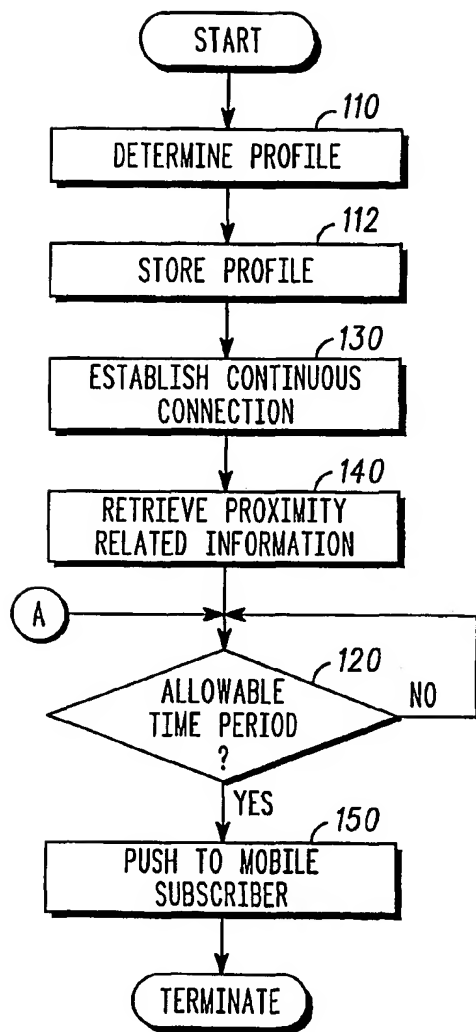 START
110
DETERMINE PROFILE
112
STORE PROFILE
130
ESTABLISH CONTINUOUS
CONNECTION
140
RETRIEVE PROXIMITY
RELATED INFORMATION
A
120
ALLOWABLE
TIME PERIOD
?
NO
YES
150
PUSH TO MOBILE
SUBSCRIBER
TERMINATE